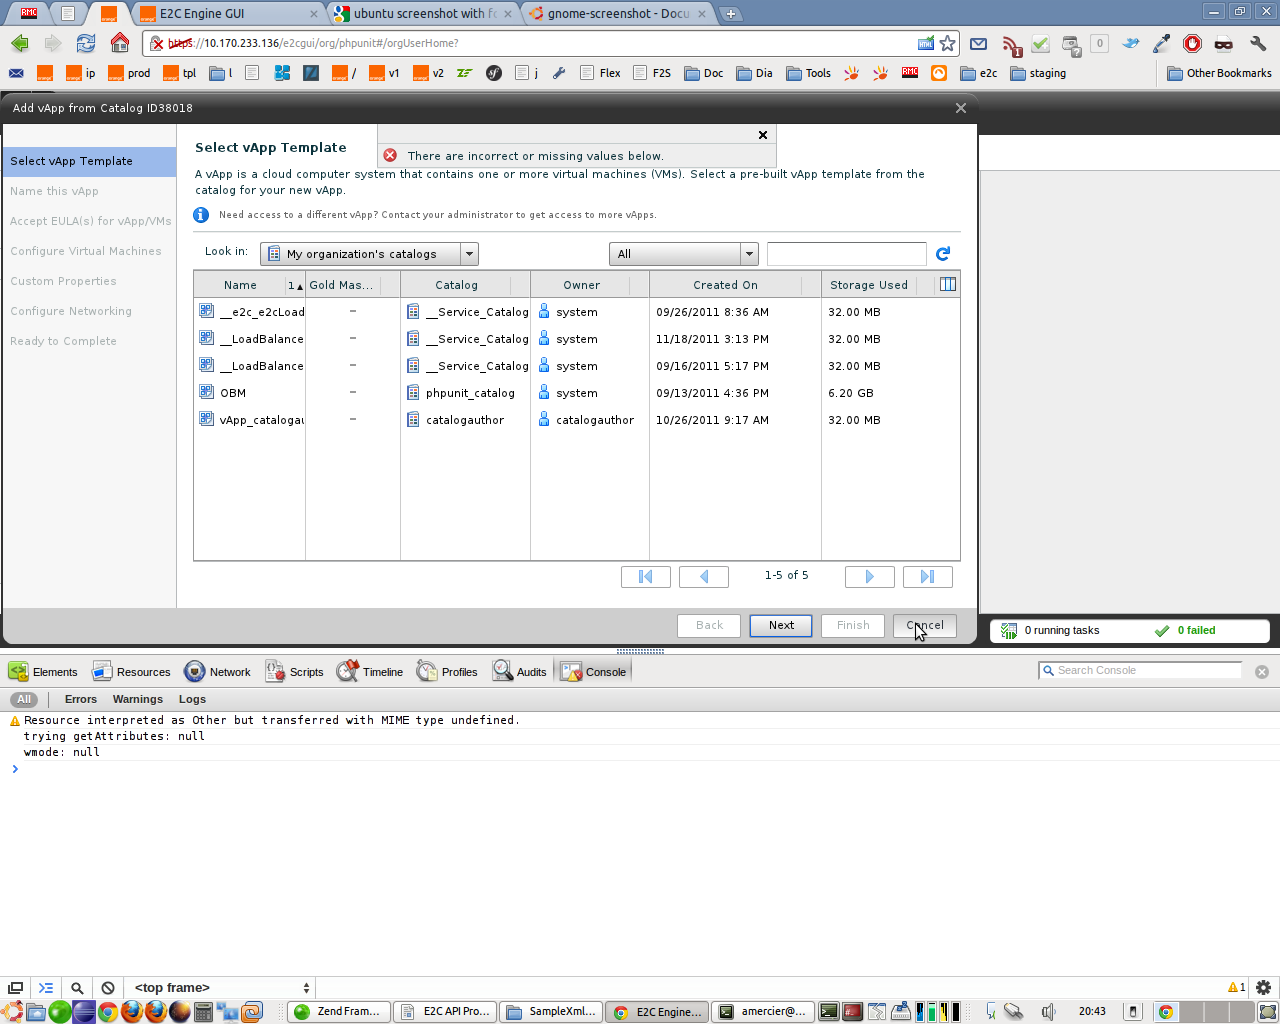 RMC
orange
E2C Engine GUI
ubuntu screenshot with fo
gnome-screenshot - Docu
https://10.170.233.136/e2cgui/org/phpunit#/orgUserHome?
0
ip
prod
tpl
l
/
v1
v2
j
Flex
F2S
Doc
Dia
Tools
RMC
e2c
staging
Other Bookmarks
Add vApp from Catalog ID38018
Select vApp Template
Name this vApp
Accept EULA(s) for vApp/VMs
Configure Virtual Machines
Custom Properties
Configure Networking
Ready to Complete
Select vApp Template
There are incorrect or missing values below.
A vApp is a cloud computer system that contains one or more virtual machines (VMs). Select a pre-built vApp template from the
catalog for your new vApp.
Need access to a different vApp? Contact your administrator to get access to more vApps.
Look in:
My organization's catalogs
All
Name 1▲ Gold Mas... Catalog Owner Created On Storage Used
__e2c_e2cLoad – __Service_Catalog system 09/26/2011 8:36 AM 32.00 MB
__LoadBalance – __Service_Catalog system 11/18/2011 3:13 PM 32.00 MB
__LoadBalance – __Service_Catalog system 09/16/2011 5:17 PM 32.00 MB
OBM – phpunit_catalog system 09/13/2011 4:36 PM 6.20 GB
vApp_catalogau – catalogauthor catalogauthor 10/26/2011 9:17 AM 32.00 MB
1-5 of 5
Back
Next
Finish
Cancel
0 running tasks
0 failed
Elements
Resources
Network
Scripts
Timeline
Profiles
Audits
Console
Search Console
All
Errors
Warnings
Logs
Resource interpreted as Other but transferred with MIME type undefined.
trying getAttributes: null
wmode: null
>
<top frame>
1
Zend Fram...
E2C API Pro...
SampleXml...
E2C Engine...
amercier@...
20:43